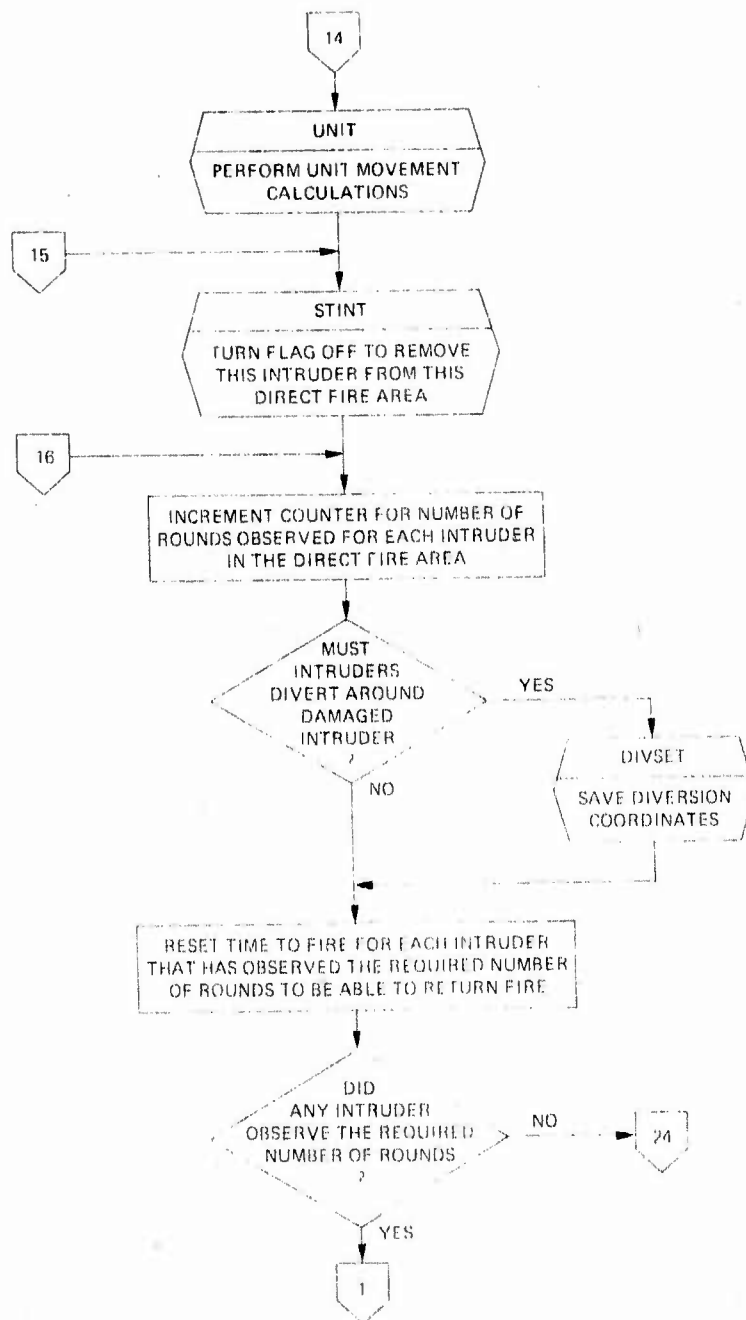 14
UNIT
PERFORM UNIT MOVEMENT
CALCULATIONS
15
STINT
TURN FLAG OFF TO REMOVE
THIS INTRUDER FROM THIS
DIRECT FIRE AREA
16
INCREMENT COUNTER FOR NUMBER OF
ROUNDS OBSERVED FOR EACH INTRUDER
IN THE DIRECT FIRE AREA
MUST
INTRUDERS
DIVERT AROUND
DAMAGED
INTRUDER
?
YES
NO
DIVSET
SAVE DIVERSION
COORDINATES
RESET TIME TO FIRE FOR EACH INTRUDER
THAT HAS OBSERVED THE REQUIRED NUMBER
OF ROUNDS TO BE ABLE TO RETURN FIRE
DID
ANY INTRUDER
OBSERVE THE REQUIRED
NUMBER OF ROUNDS
?
NO
24
YES
1